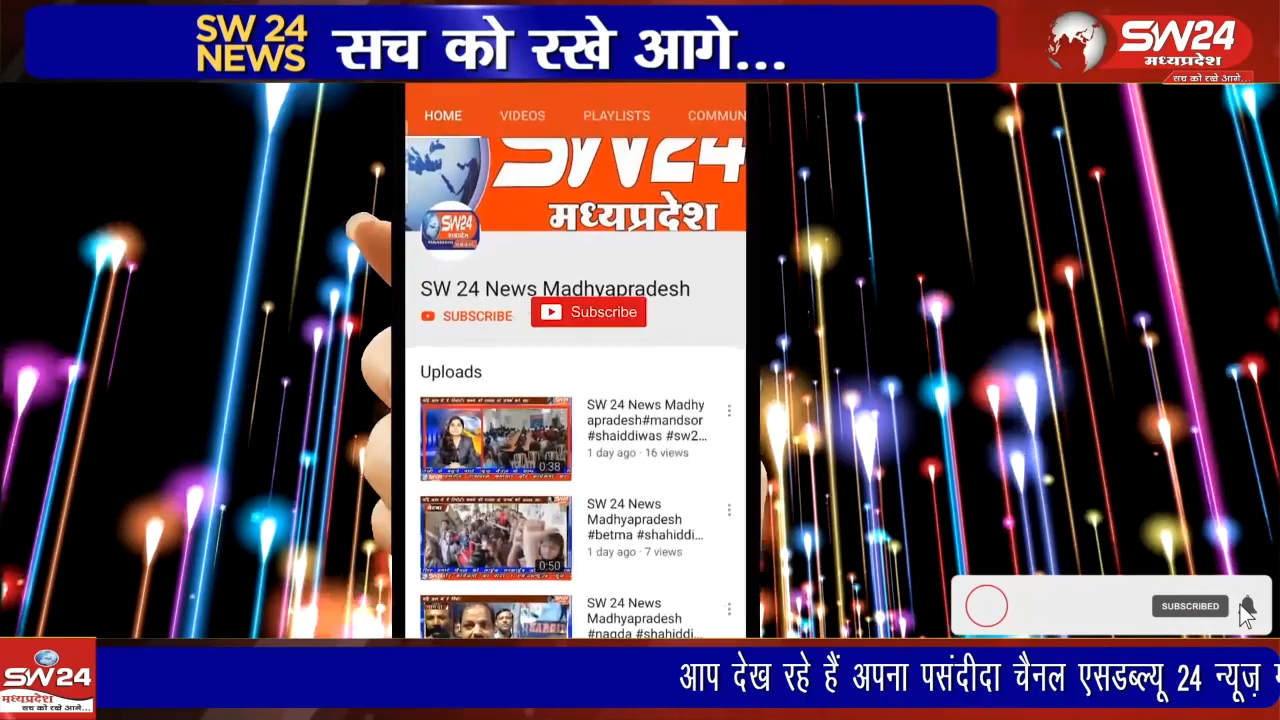 SW 24
NEWS
सच को रखे आगे...
SW24
मध्यप्रदेश
सच को रखे आगे...
HOME VIDEOS PLAYLISTS COMMUN
SW24
मध्यप्रदेश
SW24
SW 24 News Madhyapradesh
SUBSCRIBE
Subscribe
Uploads
SW 24 News Madhy
apradesh#mandsor
#shaiddiwas #sw2...
1 day ago · 16 views
0:38
SW 24 News
Madhyapradesh
#betma #shahiddi...
1 day ago · 7 views
0:50
SW 24 News
Madhyapradesh
#nagda #shahiddi...
SUBSCRIBED
SW24
मध्यप्रदेश
सच को रखे आगे...
आप देख रहे हैं अपना पसंदीदा चैनल एसडब्ल्यू 24 न्यूज़